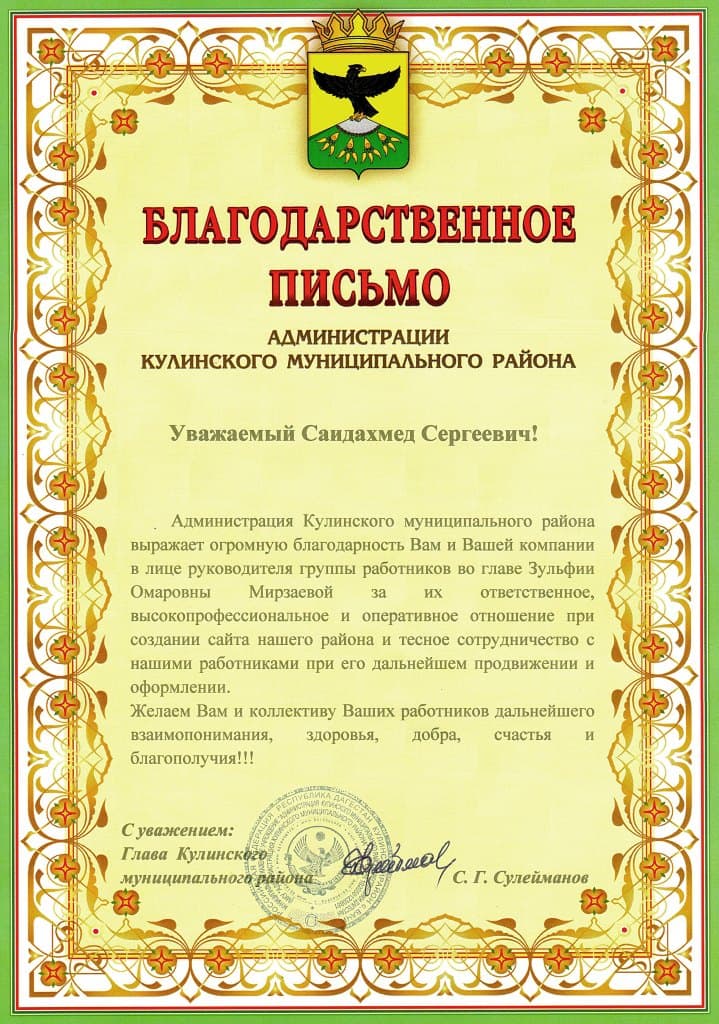 БЛАГОДАРСТВЕННОЕ
ПИСЬМО
АДМИНИСТРАЦИИ
КУЛИНСКОГО МУНИЦИПАЛЬНОГО РАЙОНА
Уважаемый Саидахмед Сергеевич!
Администрация Кулинского муниципального района
выражает огромную благодарность Вам и Вашей компании
в лице руководителя группы работников во главе Зульфии
Омаровны Мирзаевой за их ответственное,
высокопрофессиональное и оперативное отношение при
создании сайта нашего района и тесное сотрудничество с
нашими работниками при его дальнейшем продвижении и
оформлении.
Желаем Вам и коллективу Ваших работников дальнейшего
взаимопонимания, здоровья, добра, счастья и
благополучия!!!
С уважением:
Глава Кулинского
муниципального района
С. Г. Сулейманов
РЕСПУБЛИКА ДАГЕСТАН